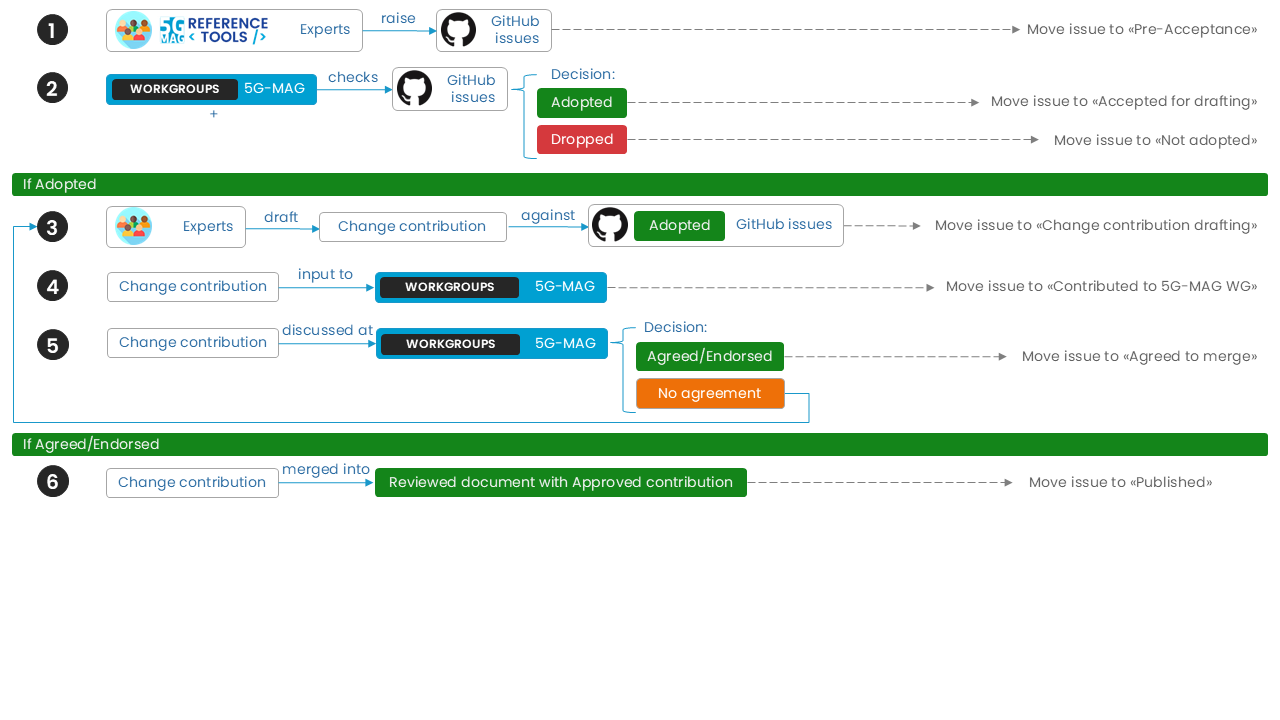 1
5G REFERENCE
MAG < TOOLS />
Experts
raise
GitHub
issues
Move issue to «Pre-Acceptance»
2
WORKGROUPS 5G-MAG
+
checks
GitHub
issues
Decision:
Adopted
Move issue to «Accepted for drafting»
Dropped
Move issue to «Not adopted»
If Adopted
3
Experts
draft
Change contribution
against
Adopted
GitHub issues
Move issue to «Change contribution drafting»
4
Change contribution
input to
WORKGROUPS 5G-MAG
Move issue to «Contributed to 5G-MAG WG»
5
Change contribution
discussed at
WORKGROUPS 5G-MAG
Decision:
Agreed/Endorsed
Move issue to «Agreed to merge»
No agreement
If Agreed/Endorsed
6
Change contribution
merged into
Reviewed document with Approved contribution
Move issue to «Published»